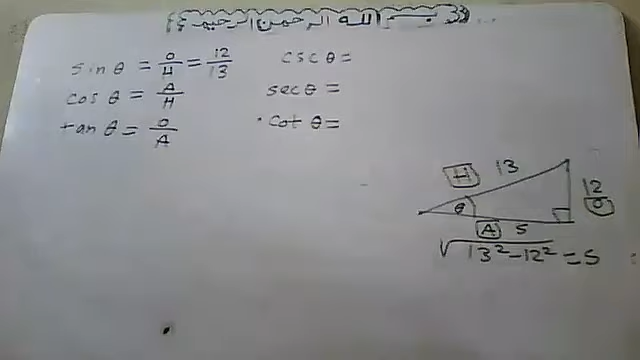 بسم الله الرحمن الرحيم
sin θ = O/H = 12/13
cos θ = A/H
tan θ = O/A
csc θ =
sec θ =
cot θ =
H 13
12
O
θ
A 5
√13²-12² = 5